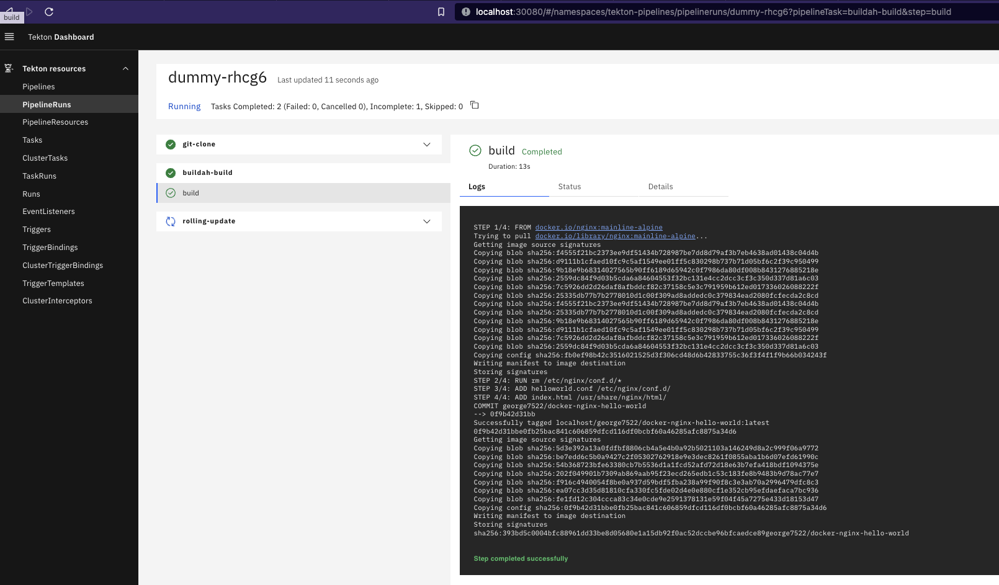 build
localhost:30080/#/namespaces/tekton-pipelines/pipelineruns/dummy-rhcg6?pipelineTask=buildah-build&step=build
Tekton Dashboard
Tekton resources
Pipelines
PipelineRuns
PipelineResources
Tasks
ClusterTasks
TaskRuns
Runs
EventListeners
Triggers
TriggerBindings
ClusterTriggerBindings
TriggerTemplates
ClusterInterceptors
dummy-rhcg6 Last updated 11 seconds ago
Running Tasks Completed: 2 (Failed: 0, Cancelled 0), Incomplete: 1, Skipped: 0
git-clone
buildah-build
build
rolling-update
build Completed
Duration: 13s
Logs Status Details
STEP 1/4: FROM docker.io/nginx:mainline-alpine
Trying to pull docker.io/library/nginx:mainline-alpine...
Getting image source signatures
Copying blob sha256:f4555f21bc2373ee9df51434b728987be7dd8d79af3b7eb4638ad01438c04d4b
Copying blob sha256:d9111b1cfaed10fc9c5af1549ee01ff5c830298b737b71d05bf6c2f39c950499
Copying blob sha256:9b18e9b68314027565b90ff6189d65942c0f7986da80df008b8431276885218e
Copying blob sha256:2559dc84f9d03b5cda6a84604553f32bc131e4cc2dcc3cf3c350d337d81a6c03
Copying blob sha256:7c5926dd2d26daf8afbddcf82c37158c5e3c791959b612ed017336026088222f
Copying blob sha256:25335db77b7b2778010d1c00f309ad8addedc0c379834ead2080fcfecda2c8cd
Copying blob sha256:f4555f21bc2373ee9df51434b728987be7dd8d79af3b7eb4638ad01438c04d4b
Copying blob sha256:25335db77b7b2778010d1c00f309ad8addedc0c379834ead2080fcfecda2c8cd
Copying blob sha256:9b18e9b68314027565b90ff6189d65942c0f7986da80df008b8431276885218e
Copying blob sha256:d9111b1cfaed10fc9c5af1549ee01ff5c830298b737b71d05bf6c2f39c950499
Copying blob sha256:7c5926dd2d26daf8afbddcf82c37158c5e3c791959b612ed017336026088222f
Copying blob sha256:2559dc84f9d03b5cda6a84604553f32bc131e4cc2dcc3cf3c350d337d81a6c03
Copying config sha256:fb0ef98b42c3516021525d3f306cd48d6b42833755c36f3f4f1f9b66b034243f
Writing manifest to image destination
Storing signatures
STEP 2/4: RUN rm /etc/nginx/conf.d/*
STEP 3/4: ADD helloworld.conf /etc/nginx/conf.d/
STEP 4/4: ADD index.html /usr/share/nginx/html/
COMMIT george7522/docker-nginx-hello-world
--> 0f9b42d31bb
Successfully tagged localhost/george7522/docker-nginx-hello-world:latest
0f9b42d31bbe0fb25bac841c606859dfcd116df0bcbf60a46285afc8875a34d6
Getting image source signatures
Copying blob sha256:5d3e392a13a0fdfbf8806cb4a5e4b0a92b5021103a146249d8a2c999f06a9772
Copying blob sha256:be7edd6c5b0a9427c2f05302762918e9e3dec8261f0855aba1b6d07efd61990c
Copying blob sha256:54b368723bfe63380cb7b5536d1a1fcd52afd72d18e63b7efa418bdf1094375e
Copying blob sha256:202f049901b7309ab869aab95f23ecd265edb1c53c183fe8b9483b9d78ac77e7
Copying blob sha256:f916c4940054f8be0a937d59bdf5fba238a99f90f8c3e3ab70a2996479dfc8c3
Copying blob sha256:ea07cc3d35d81810cfa330fc5fde02d4e0e880cf1e352cb95efdaefaca7bc936
Copying blob sha256:fe1fd12c304ccca83c34e0cde9e2591378131e59f04f45a7275e433d18153d47
Copying config sha256:0f9b42d31bbe0fb25bac841c606859dfcd116df0bcbf60a46285afc8875a34d6
Writing manifest to image destination
Storing signatures
sha256:393bd5c0004bfc88961dd33be8d05680e1a15db92f0ac52dccbe96bfcaedce89george7522/docker-nginx-hello-world
Step completed successfully